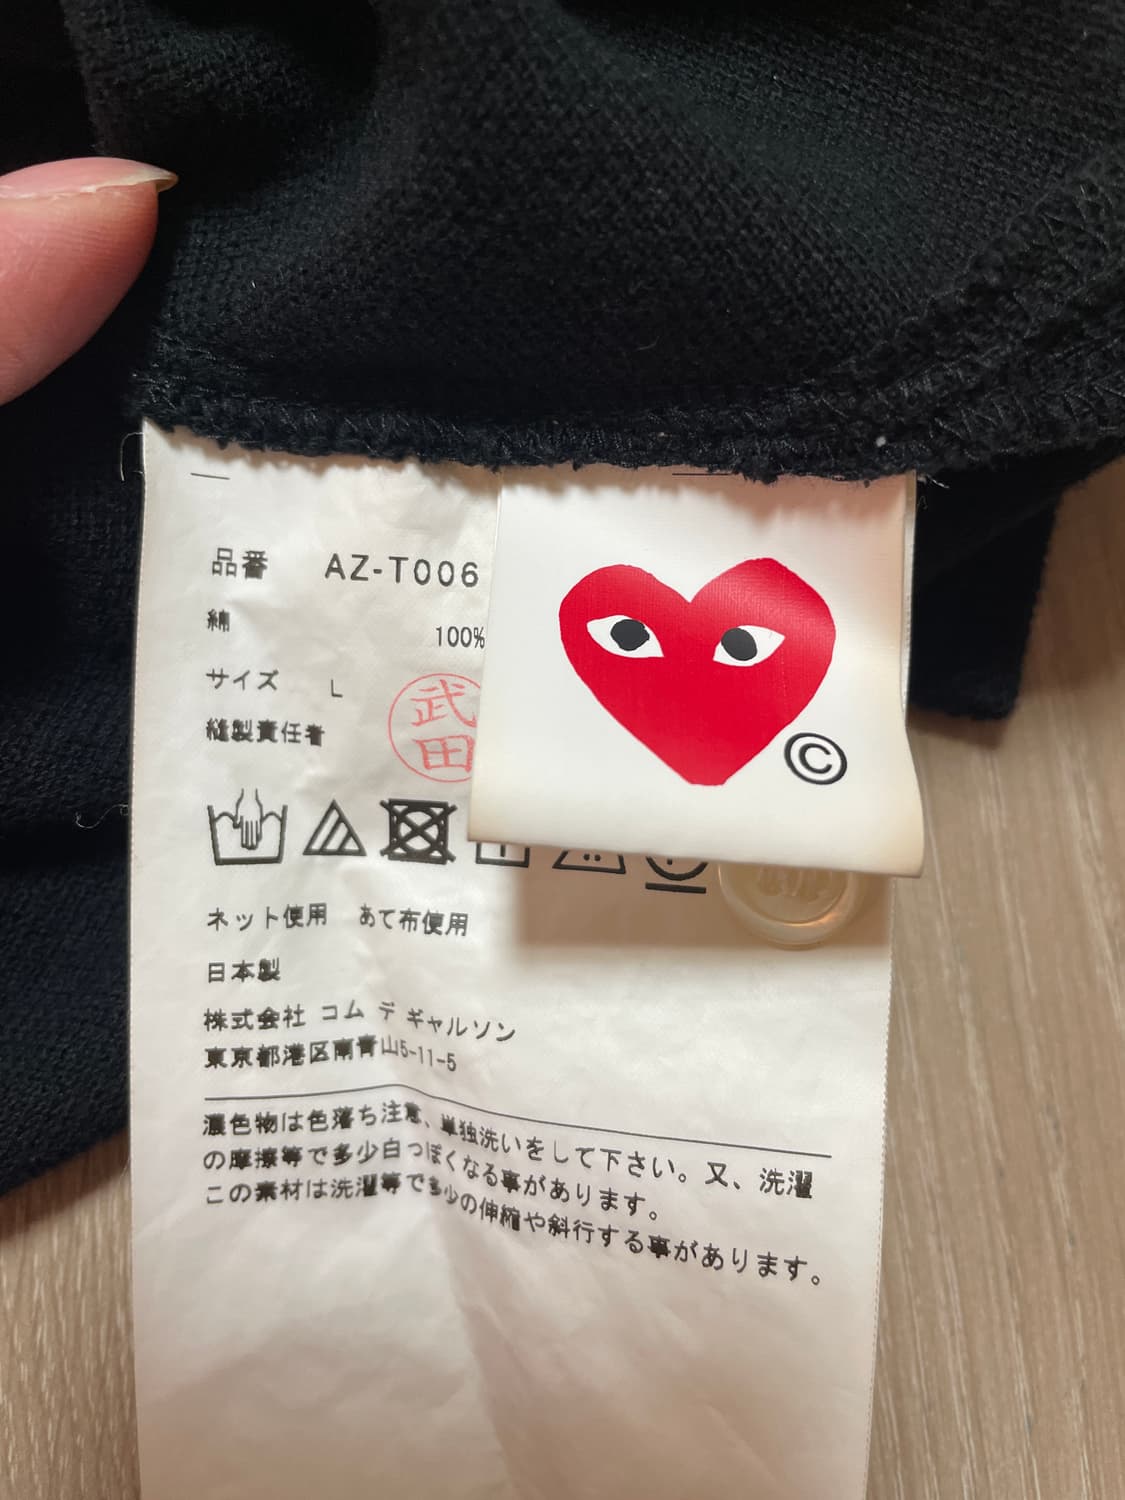 品番 AZ-T006
綿 100%
サイズ L
縫製責任者 武田
©
ネット使用 あて布使用
日本製
株式会社 コム デ ギャルソン
東京都港区南青山5-11-5
濃色物は色落ち注意、単独洗いをして下さい。又、洗濯
の摩擦等で多少白っぽくなる事があります。
この素材は洗濯等で多少の伸縮や斜行する事があります。